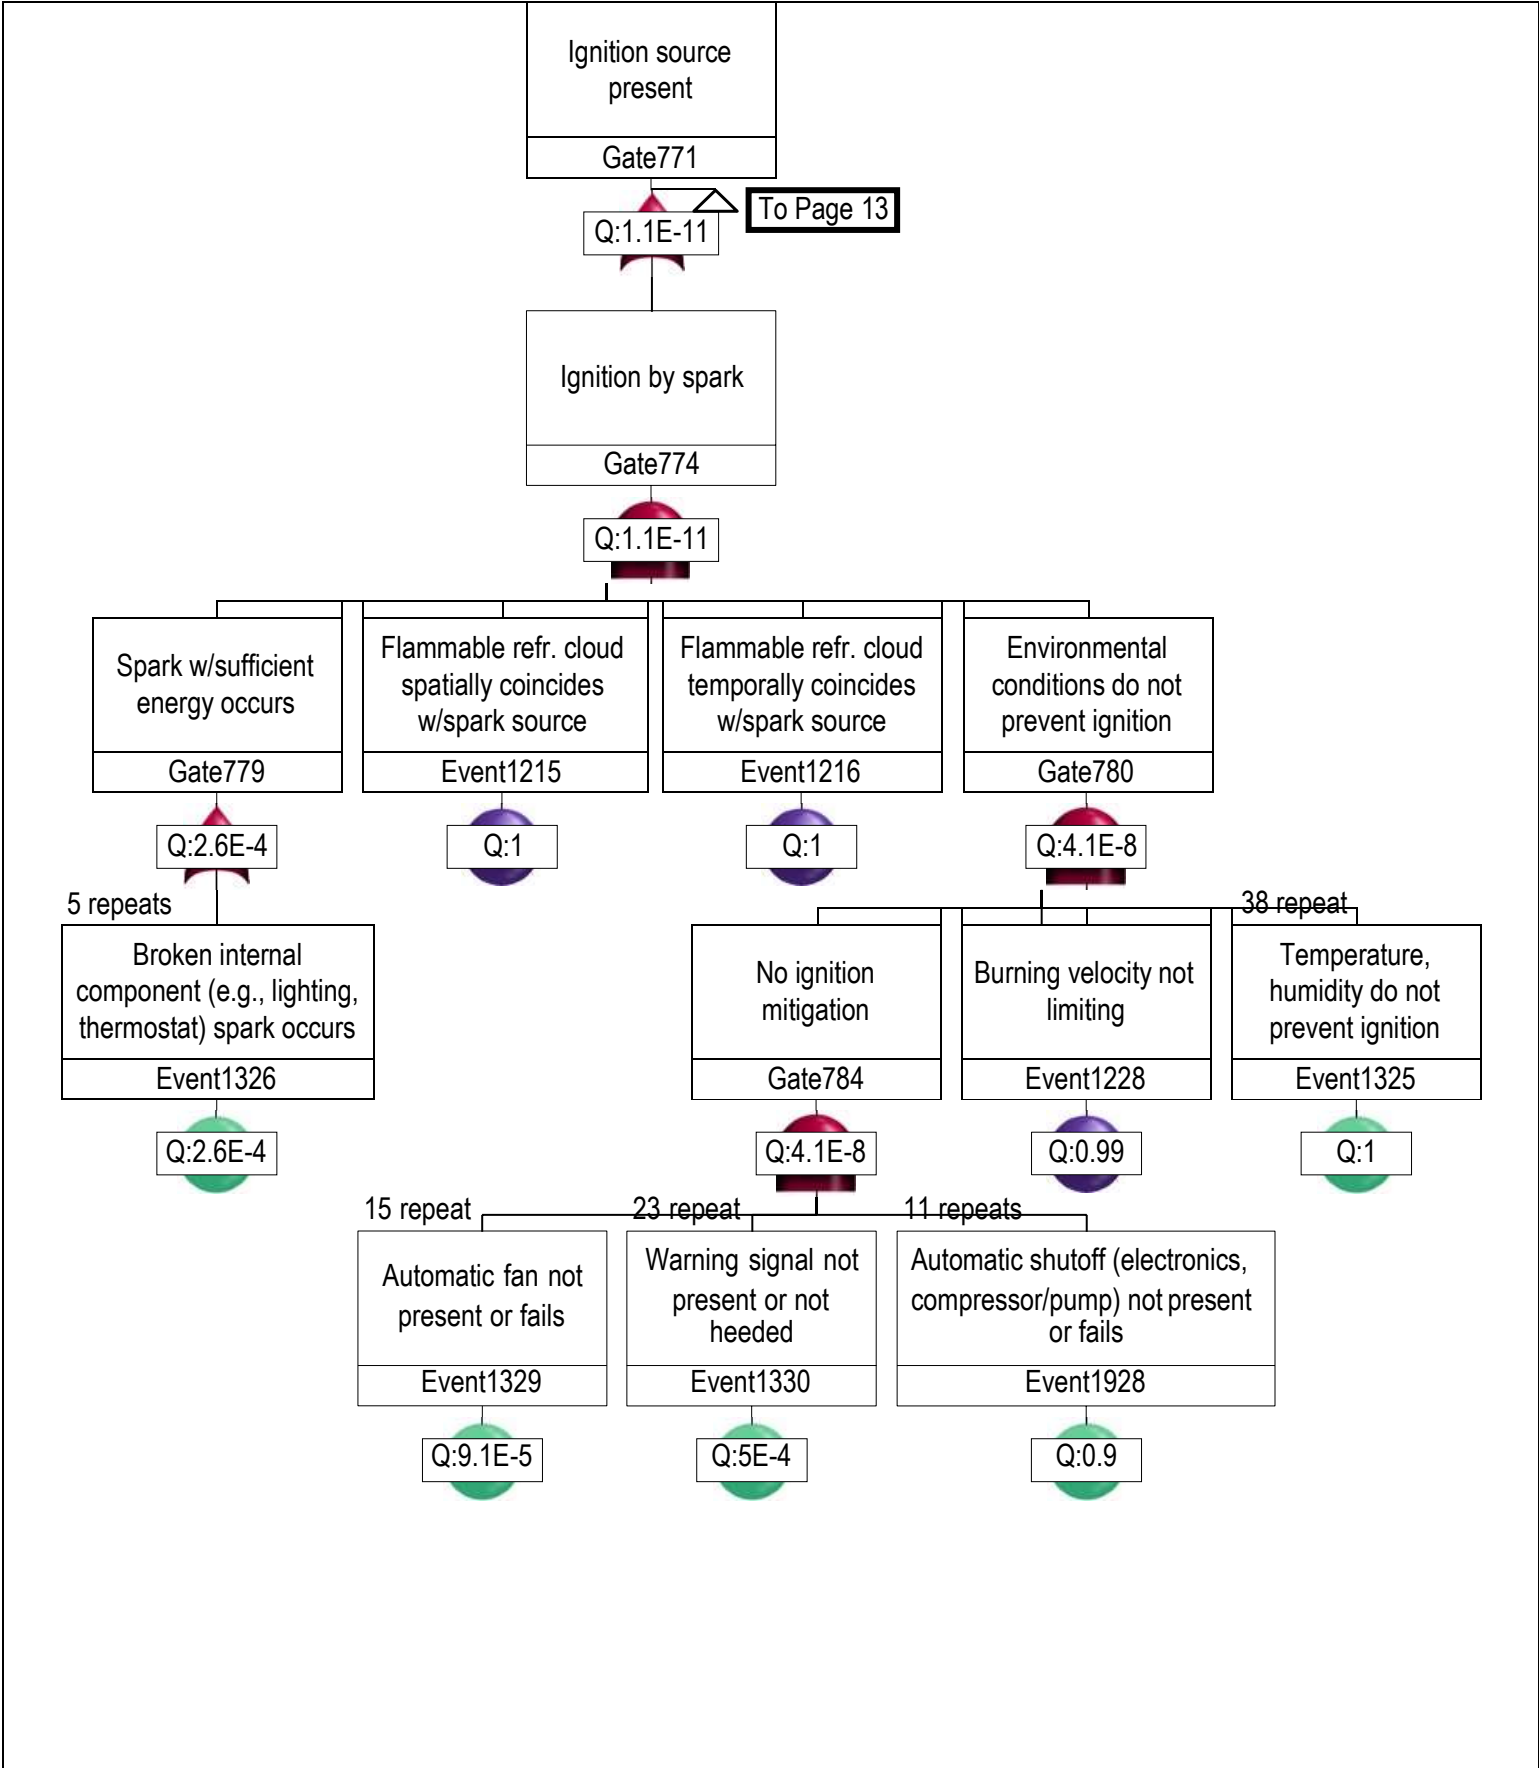 Ignition source
present
Gate771
To Page 13
Q:1.1E-11
Ignition by spark
Gate774
Q:1.1E-11
Spark w/sufficient
energy occurs
Gate779
Q:2.6E-4
Flammable refr. cloud
spatially coincides
w/spark source
Event1215
Q:1
Flammable refr. cloud
temporally coincides
w/spark source
Event1216
Q:1
Environmental
conditions do not
prevent ignition
Gate780
Q:4.1E-8
5 repeats
Broken internal
component (e.g., lighting,
thermostat) spark occurs
Event1326
Q:2.6E-4
No ignition
mitigation
Gate784
Q:4.1E-8
Burning velocity not
limiting
Event1228
Q:0.99
38 repeat
Temperature,
humidity do not
prevent ignition
Event1325
Q:1
15 repeat
Automatic fan not
present or fails
Event1329
Q:9.1E-5
23 repeat
Warning signal not
present or not
heeded
Event1330
Q:5E-4
11 repeats
Automatic shutoff (electronics,
compressor/pump) not present
or fails
Event1928
Q:0.9